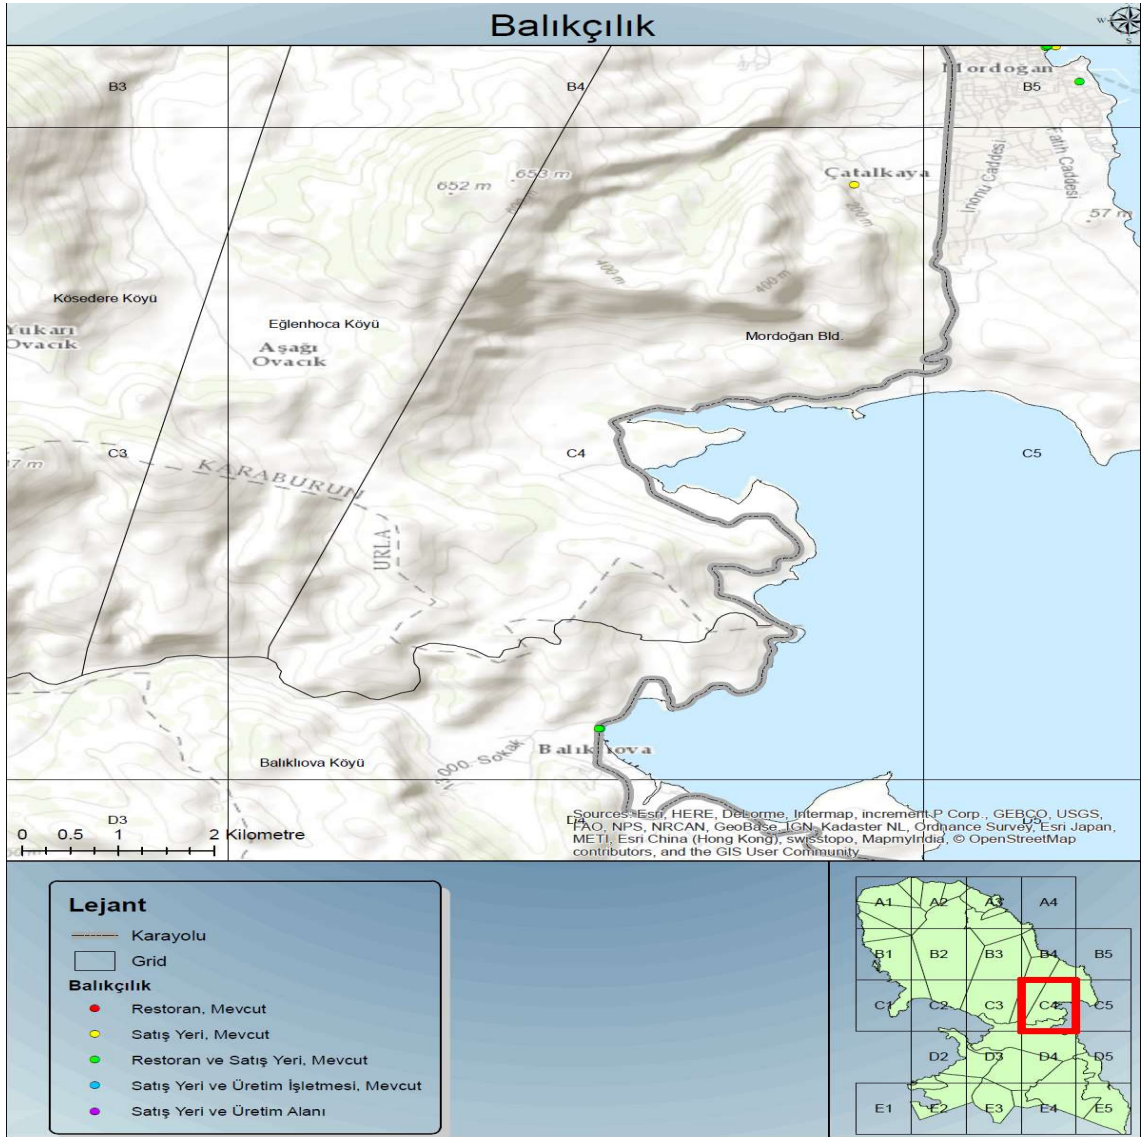 Balıkçılık
W
S
Mordoğan
B3
B4
B5
İnonu Caddesi
Fatih Caddesi
Çatalkaya
652 m
653 m
200 m
57 m
400 m
400 m
Kösedere Köyü
Eğlenhoca Köyü
Mordoğan Bld.
Yukarı
Ovacık
Aşağı
Ovacık
C3
C4
C5
KARABURUN
URLA
Balıklıova
3000. Sokak
Balıklıova Köyü
D3
D4
D5
0 0.5 1 2 Kilometre
Sources: Esri, HERE, DeLorme, Intermap, increment P Corp., GEBCO, USGS,
FAO, NPS, NRCAN, GeoBase, IGN, Kadaster NL, Ordnance Survey, Esri Japan,
METI, Esri China (Hong Kong), swisstopo, MapmyIndia, © OpenStreetMap
contributors, and the GIS User Community
Lejant
Karayolu
Grid
Balıkçılık
Restoran, Mevcut
Satış Yeri, Mevcut
Restoran ve Satış Yeri, Mevcut
Satış Yeri ve Üretim İşletmesi, Mevcut
Satış Yeri ve Üretim Alanı
A1 A2 A3 A4
B1 B2 B3 B4 B5
C1 C2 C3 C4 C5
D2 D3 D4 D5
E1 E2 E3 E4 E5